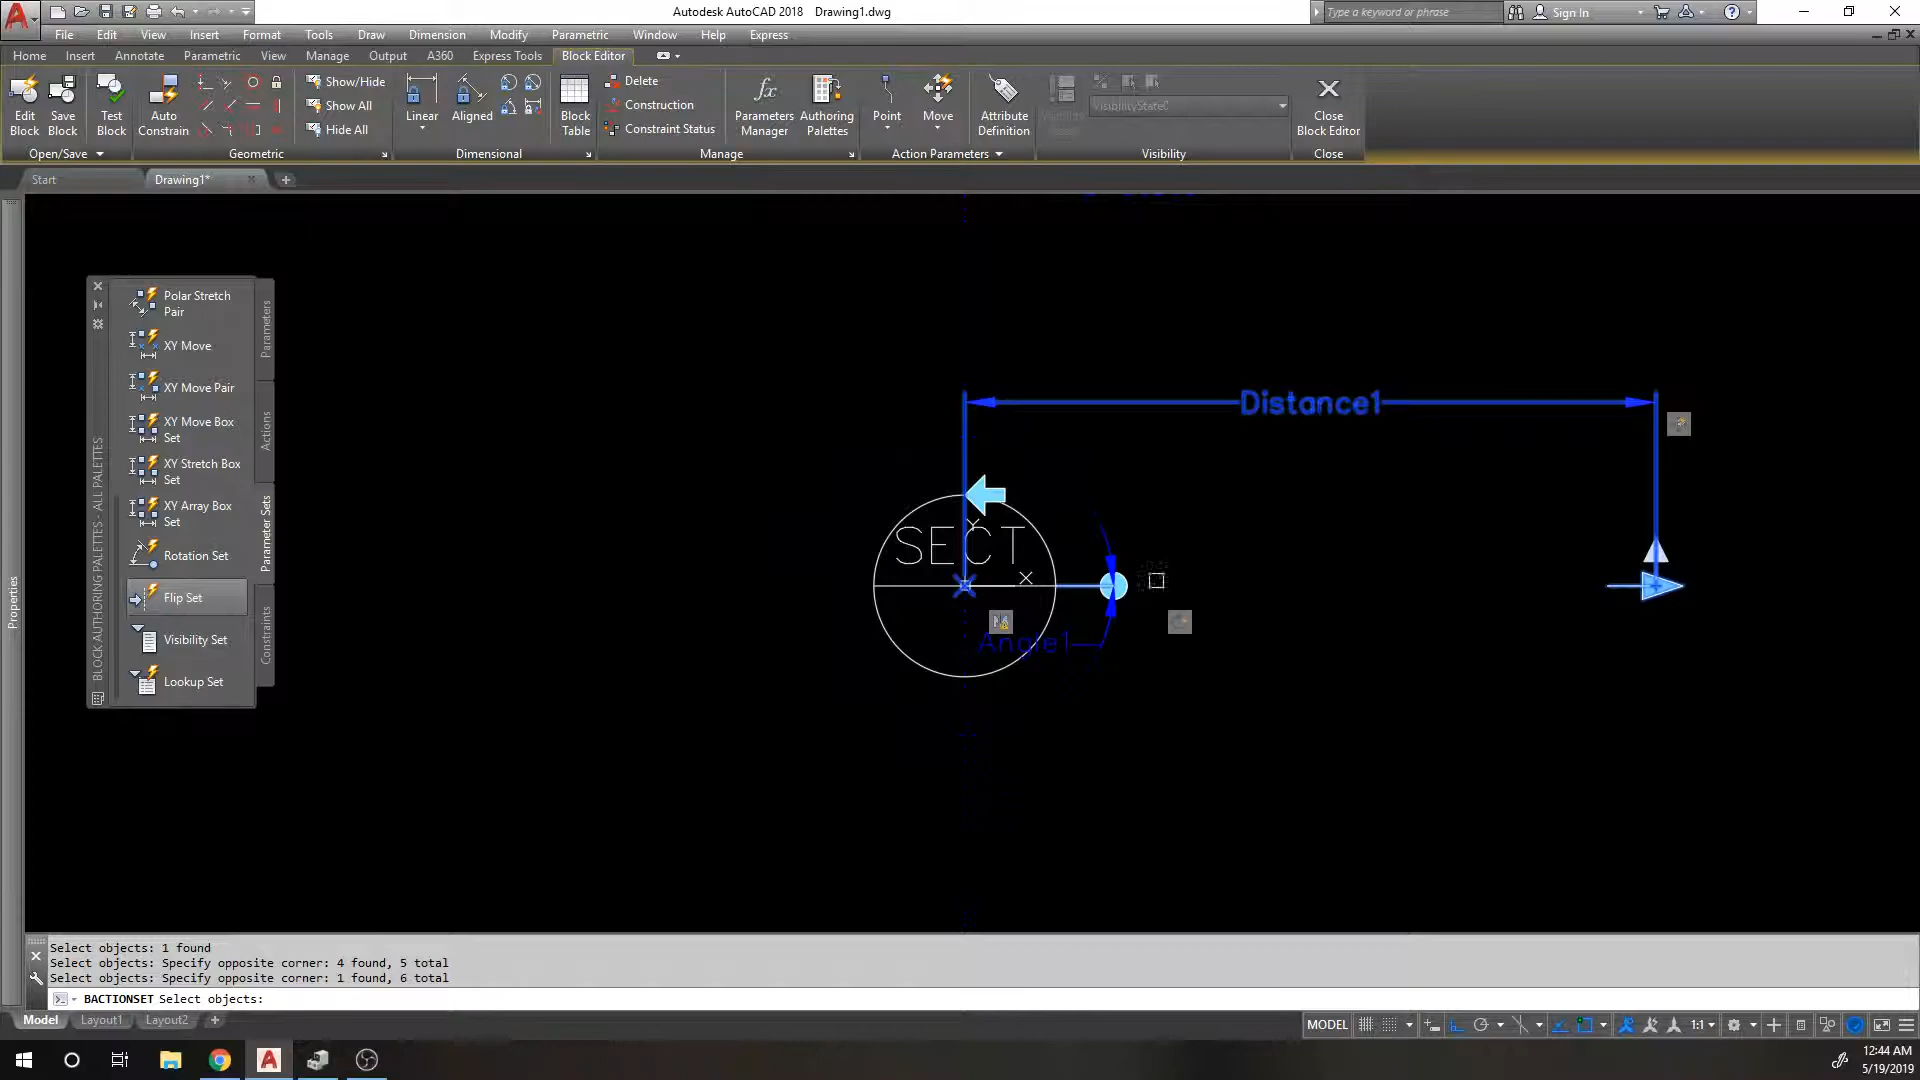 Autodesk AutoCAD 2018 Drawing1.dwg
Type a keyword or phrase
Sign In
File Edit View Insert Format Tools Draw Dimension Modify Parametric Window Help Express
Home Insert Annotate Parametric View Manage Output A360 Express Tools Block Editor
Edit Block
Save Block
Test Block
Auto Constrain
Show/Hide
Show All
Hide All
Linear
Aligned
Block Table
Delete
Construction
Constraint Status
Parameters Manager
Authoring Palettes
Point
Move
Attribute Definition
VisibilityState0
Close Block Editor
Open/Save
Geometric
Dimensional
Manage
Action Parameters
Visibility
Close
Start
Drawing1*
Polar Stretch
Pair
XY Move
XY Move Pair
XY Move Box
Set
XY Stretch Box
Set
XY Array Box
Set
Rotation Set
Flip Set
Visibility Set
Lookup Set
Parameters
Actions
Parameter Sets
Constraints
BLOCK AUTHORING PALETTES - ALL PALETTES
Properties
Distance1
SECT
Y
X
Angle1
Select objects: 1 found
Select objects: Specify opposite corner: 4 found, 5 total
Select objects: Specify opposite corner: 1 found, 6 total
BACTIONSET Select objects:
Model Layout1 Layout2
MODEL
1:1
12:44 AM
5/19/2019